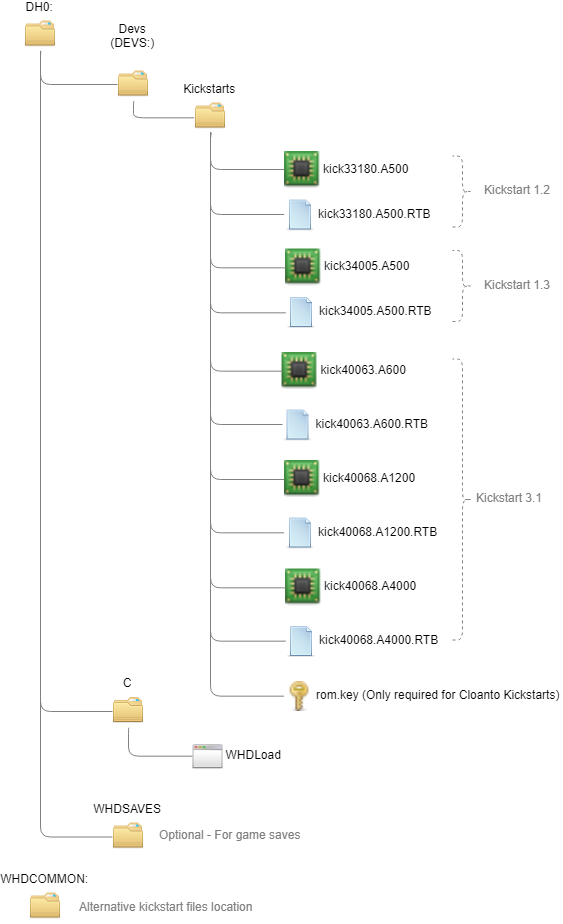 DH0:
Devs
(DEVS:)
Kickstarts
kick33180.A500
kick33180.A500.RTB
Kickstart 1.2
kick34005.A500
kick34005.A500.RTB
Kickstart 1.3
kick40063.A600
kick40063.A600.RTB
kick40068.A1200
kick40068.A1200.RTB
kick40068.A4000
kick40068.A4000.RTB
Kickstart 3.1
rom.key (Only required for Cloanto Kickstarts)
C
WHDLoad
WHDSAVES
Optional - For game saves
WHDCOMMON:
Alternative kickstart files location